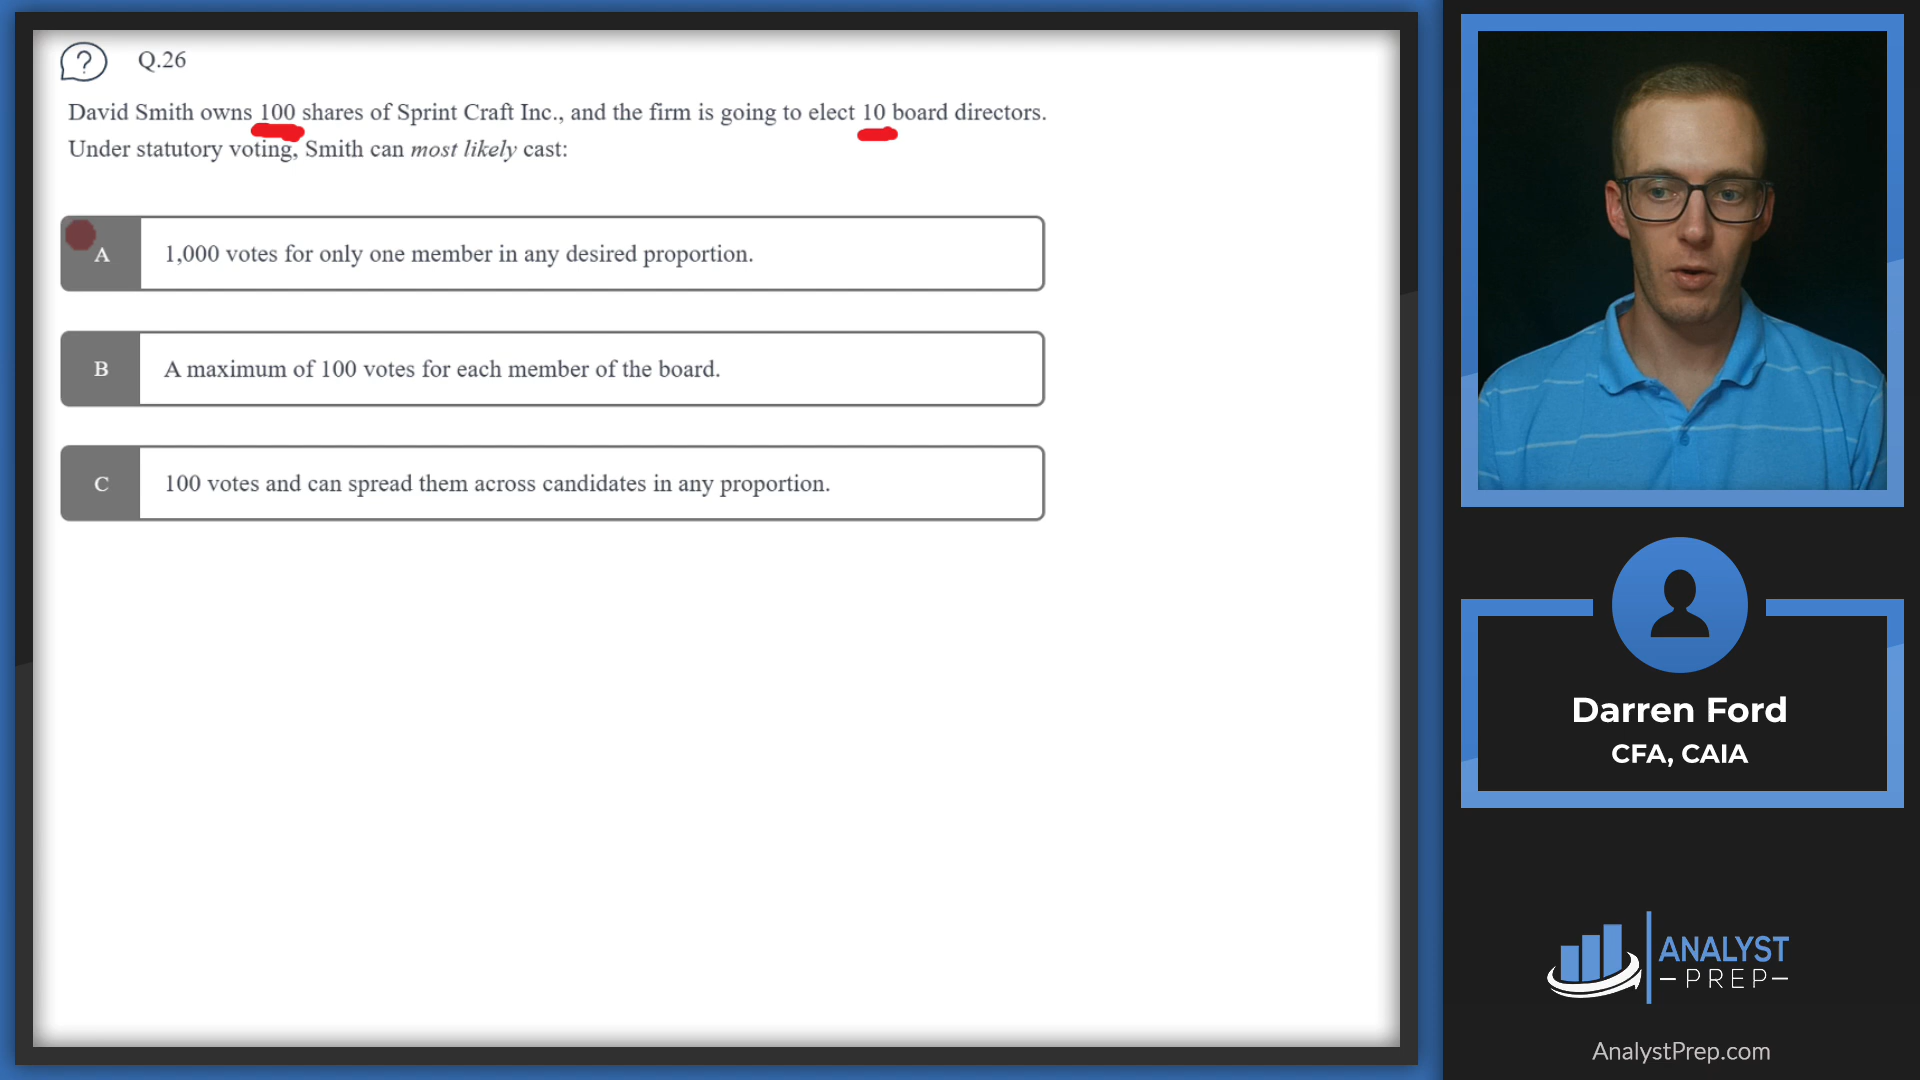 ?
Q.26
David Smith owns 100 shares of Sprint Craft Inc., and the firm is going to elect 10 board directors.
Under statutory voting, Smith can most likely cast:
A
1,000 votes for only one member in any desired proportion.
B
A maximum of 100 votes for each member of the board.
C
100 votes and can spread them across candidates in any proportion.
Darren Ford
CFA, CAIA
ANALYST
PREP
AnalystPrep.com